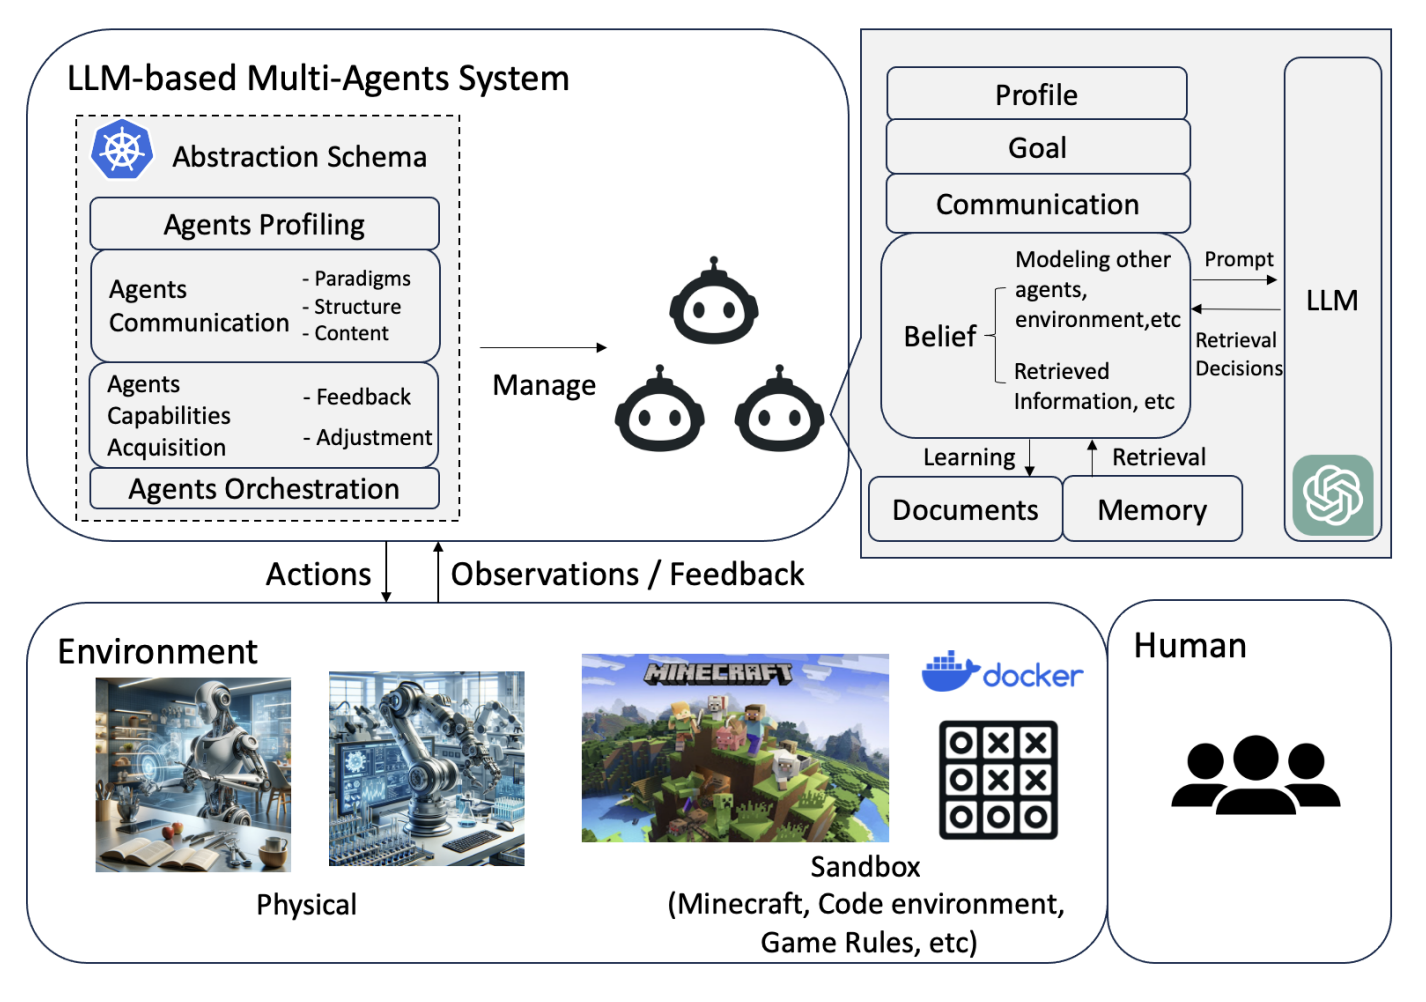 LLM-based Multi-Agents System
Abstraction Schema
Agents Profiling
Agents
Communication
- Paradigms
- Structure
- Content
Agents
Capabilities
Acquisition
- Feedback
- Adjustment
Agents Orchestration
Manage
Profile
Goal
Communication
Belief
Modeling other
agents,
environment,etc
Retrieved
Information, etc
Prompt
Retrieval
Decisions
LLM
Learning
Retrieval
Documents
Memory
Actions
Observations / Feedback
Environment
Physical
MINECRAFT
docker
O X X
O X X
O O O
Sandbox
(Minecraft, Code environment,
Game Rules, etc)
Human